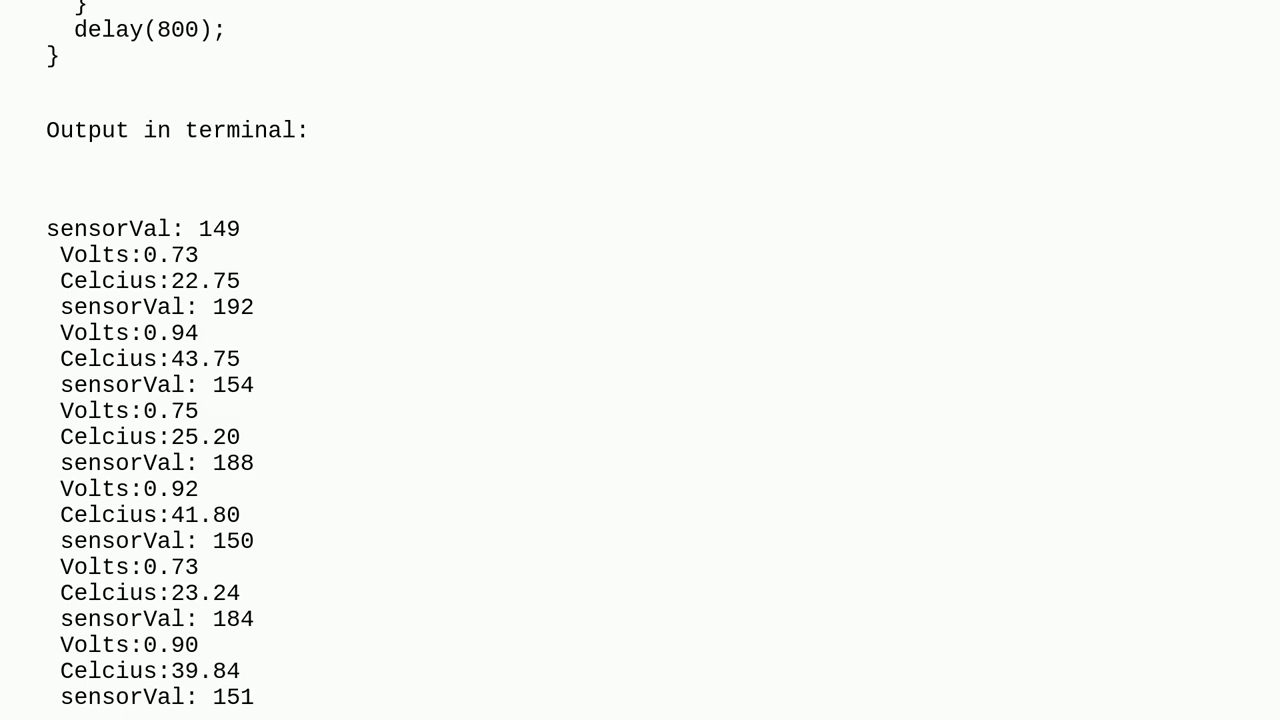 }
delay(800);
}
Output in terminal:
sensorVal: 149
Volts:0.73
Celcius:22.75
sensorVal: 192
Volts:0.94
Celcius:43.75
sensorVal: 154
Volts:0.75
Celcius:25.20
sensorVal: 188
Volts:0.92
Celcius:41.80
sensorVal: 150
Volts:0.73
Celcius:23.24
sensorVal: 184
Volts:0.90
Celcius:39.84
sensorVal: 151